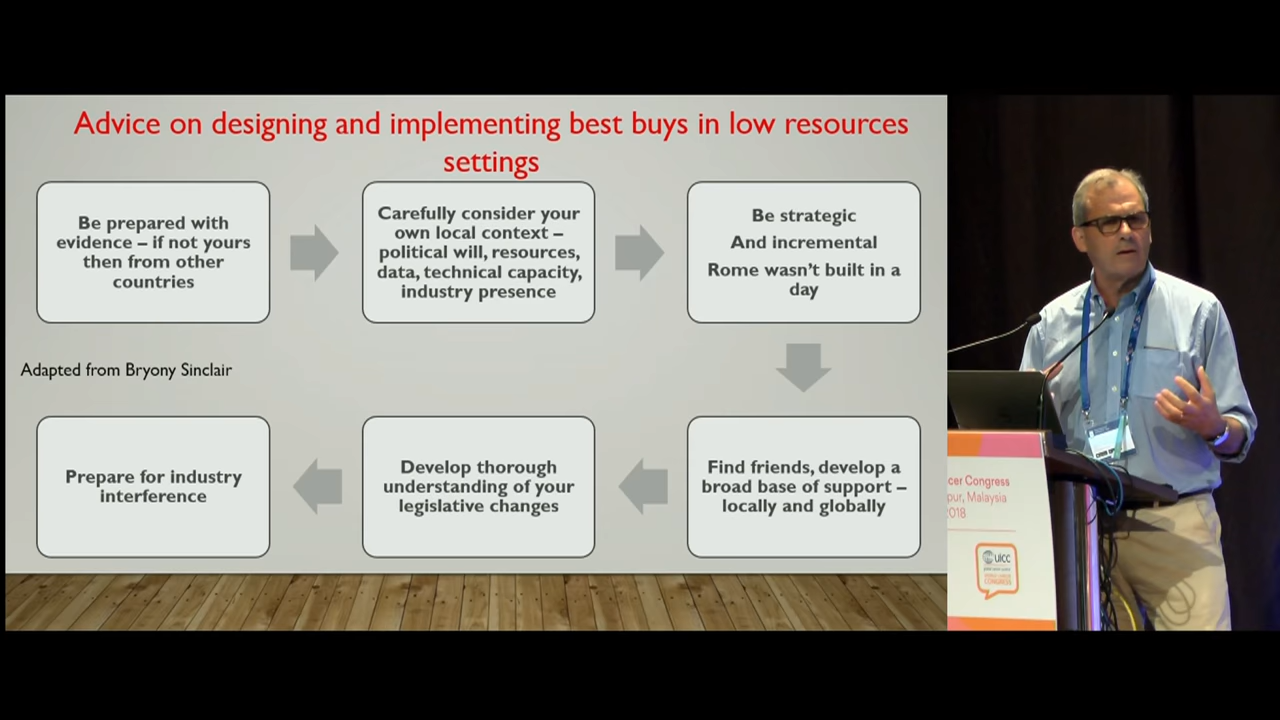 Advice on designing and implementing best buys in low resources
settings
Be prepared with
evidence – if not yours
then from other
countries
Carefully consider your
own local context –
political will, resources,
data, technical capacity,
industry presence
Be strategic
And incremental
Rome wasn't built in a
day
Adapted from Bryony Sinclair
Prepare for industry
interference
Develop thorough
understanding of your
legislative changes
Find friends, develop a
broad base of support –
locally and globally
cer Congress
pur, Malaysia
2018
uicc
CONGRESS